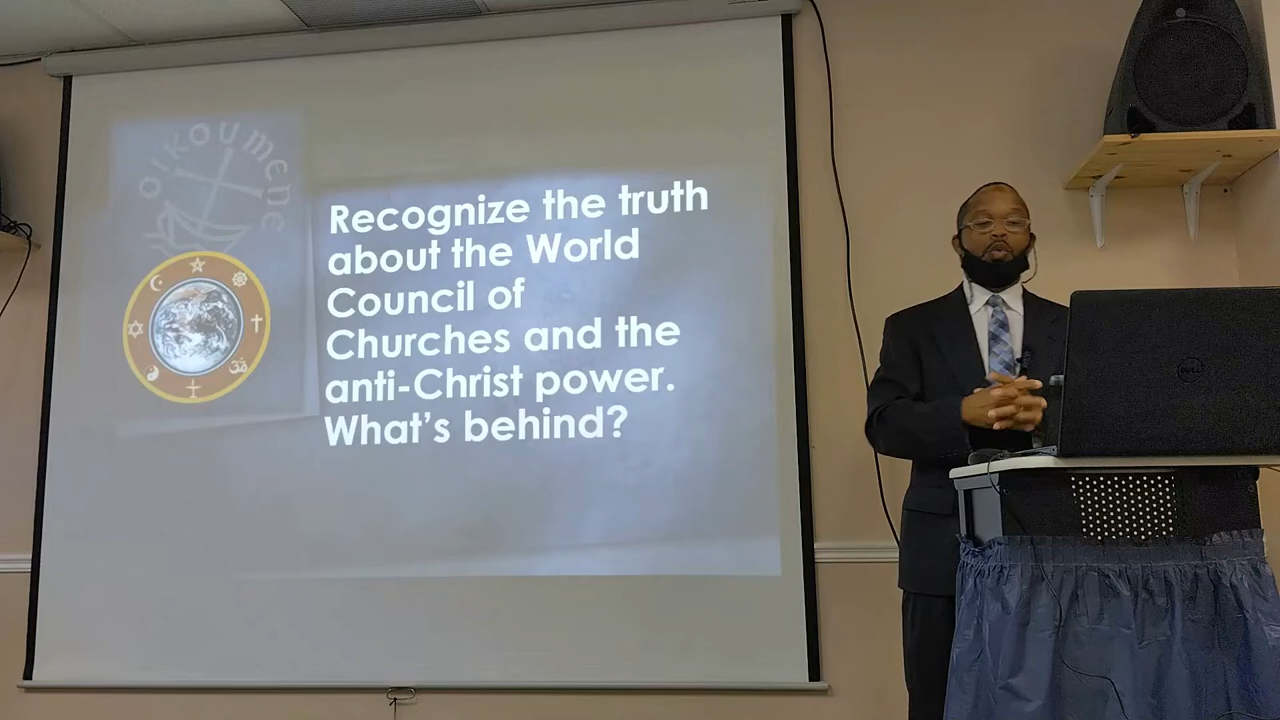 OIKOUMENE
Recognize the truth
about the World
Council of
Churches and the
anti-Christ power.
What's behind?
DELL